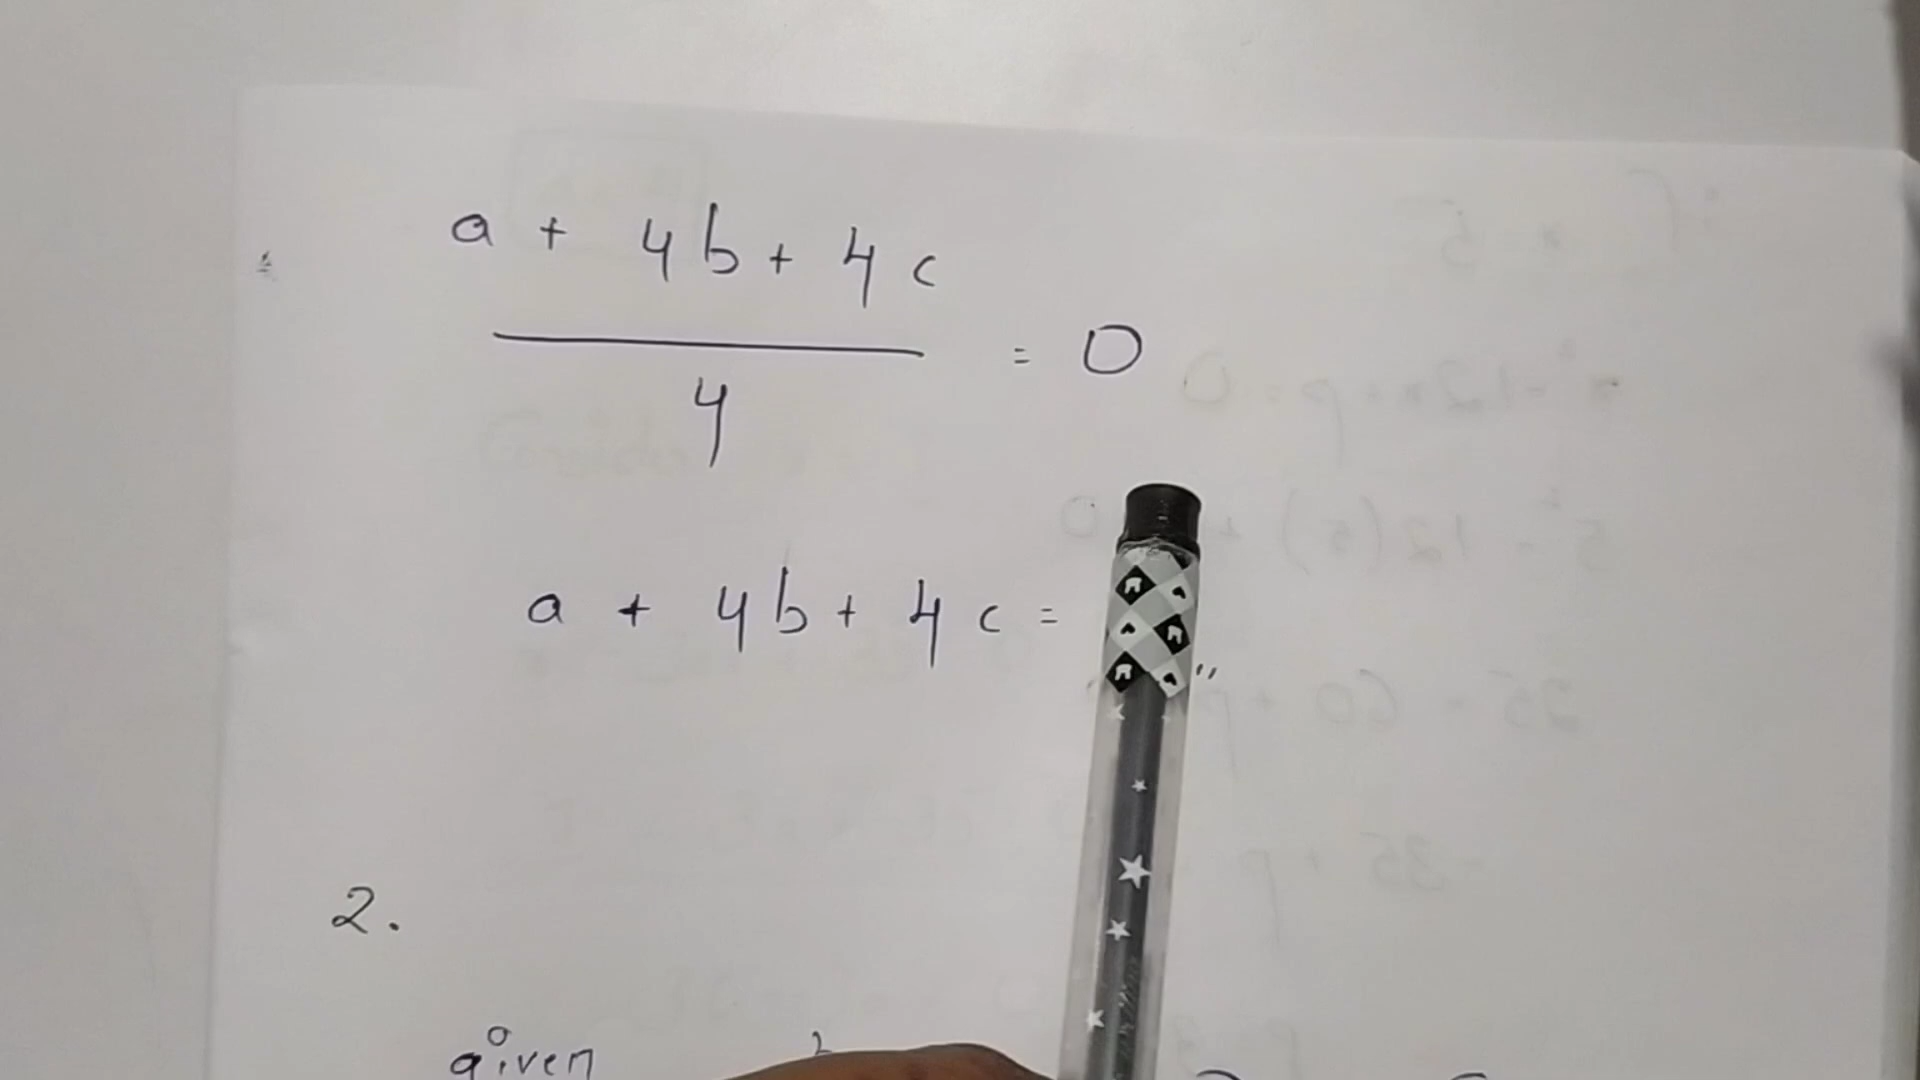 a + 4b + 4c
4
= 0
a + 4b + 4c =
2.
given